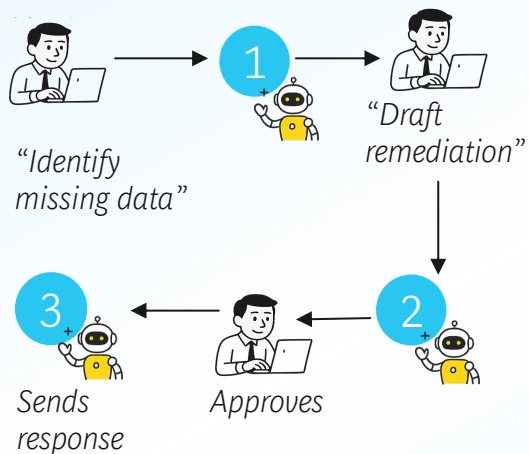 1
“Identify
missing data”
“Draft
remediation”
2
Approves
3
Sends
response